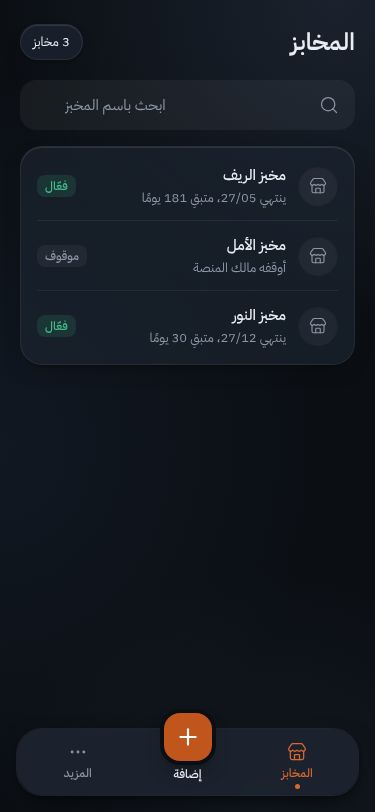 المخابز
3 مخابز
ابحث باسم المخبز
مخبز الريف
ينتهي 27/05، متبقٍ 181 يومًا
فعّال
مخبز الأمل
أوقفه مالك المنصة
موقوف
مخبز النور
ينتهي 27/12، متبقٍ 30 يومًا
فعّال
المخابز
إضافة
المزيد